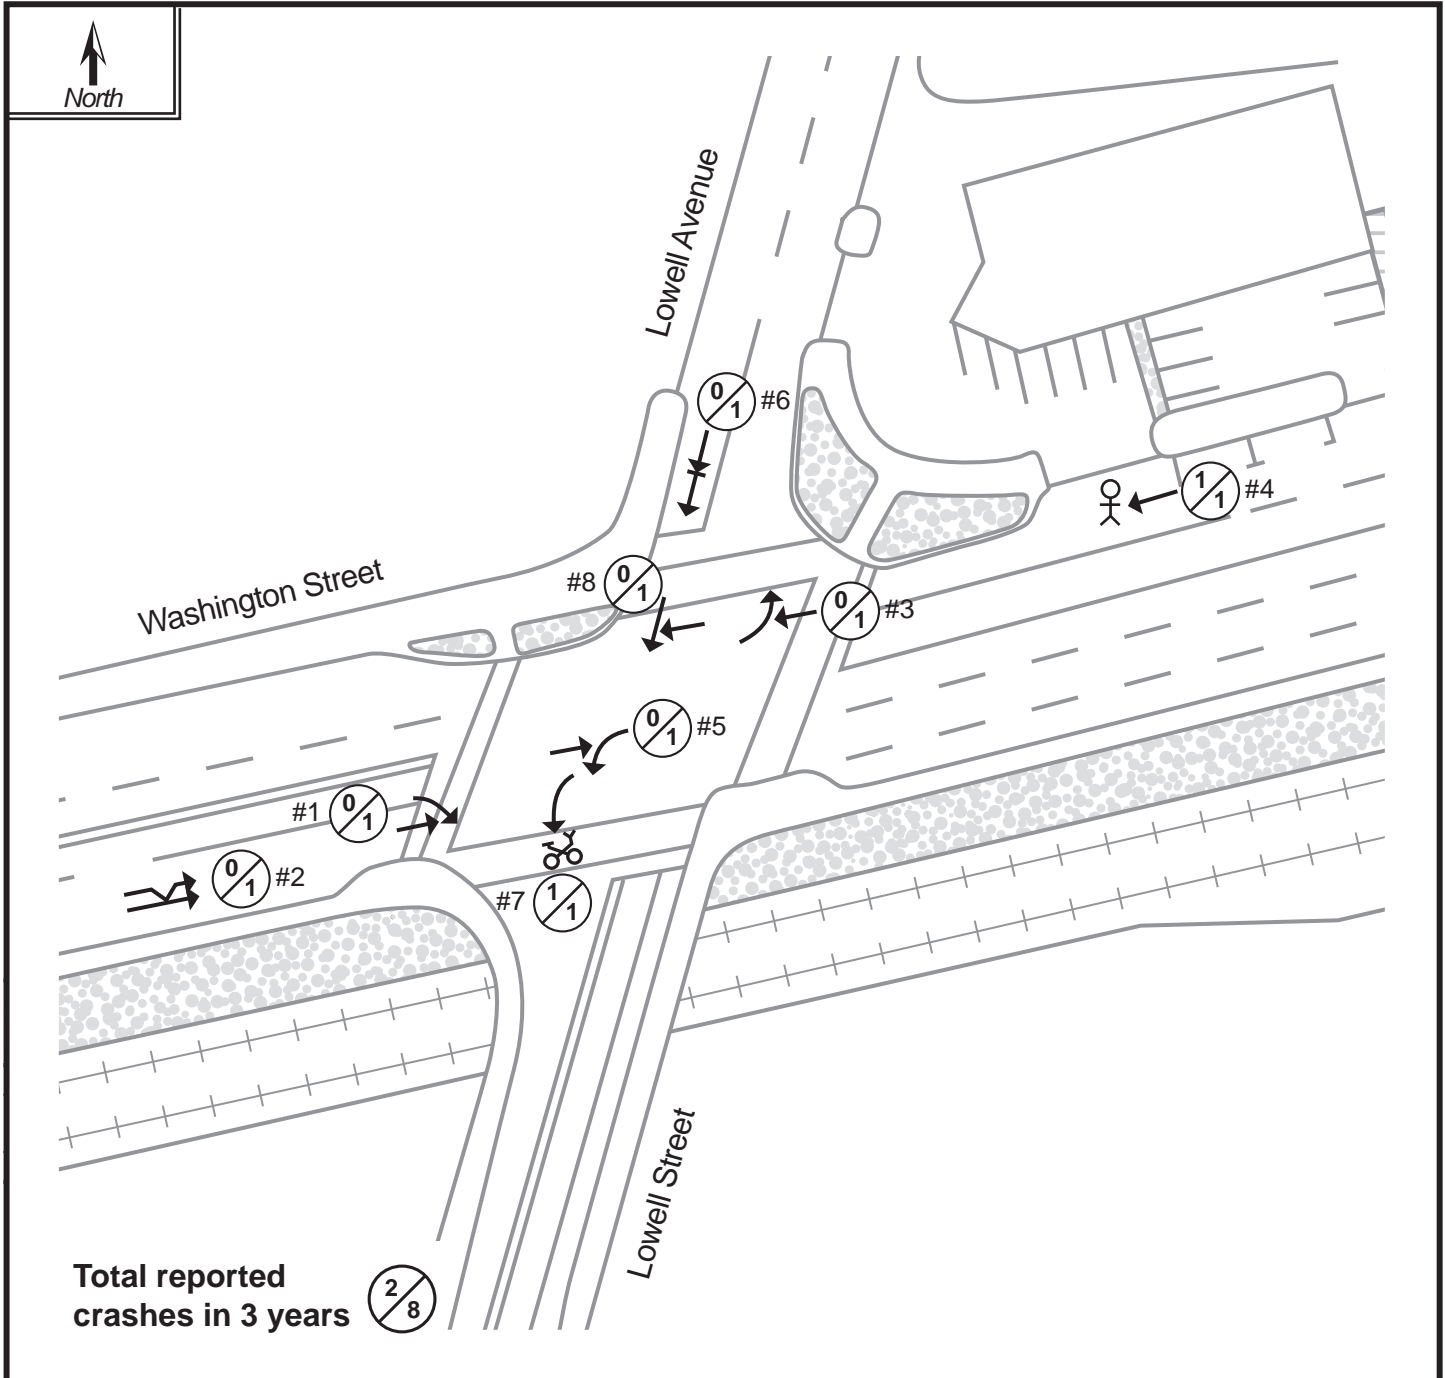 North
Lowell Avenue
0/1 #6
1/1 #4
Washington Street
#8 0/1
0/1 #3
0/1 #5
#1 0/1
0/1 #2
#7 1/1
Lowell Street
Total reported
crashes in 3 years 2/8